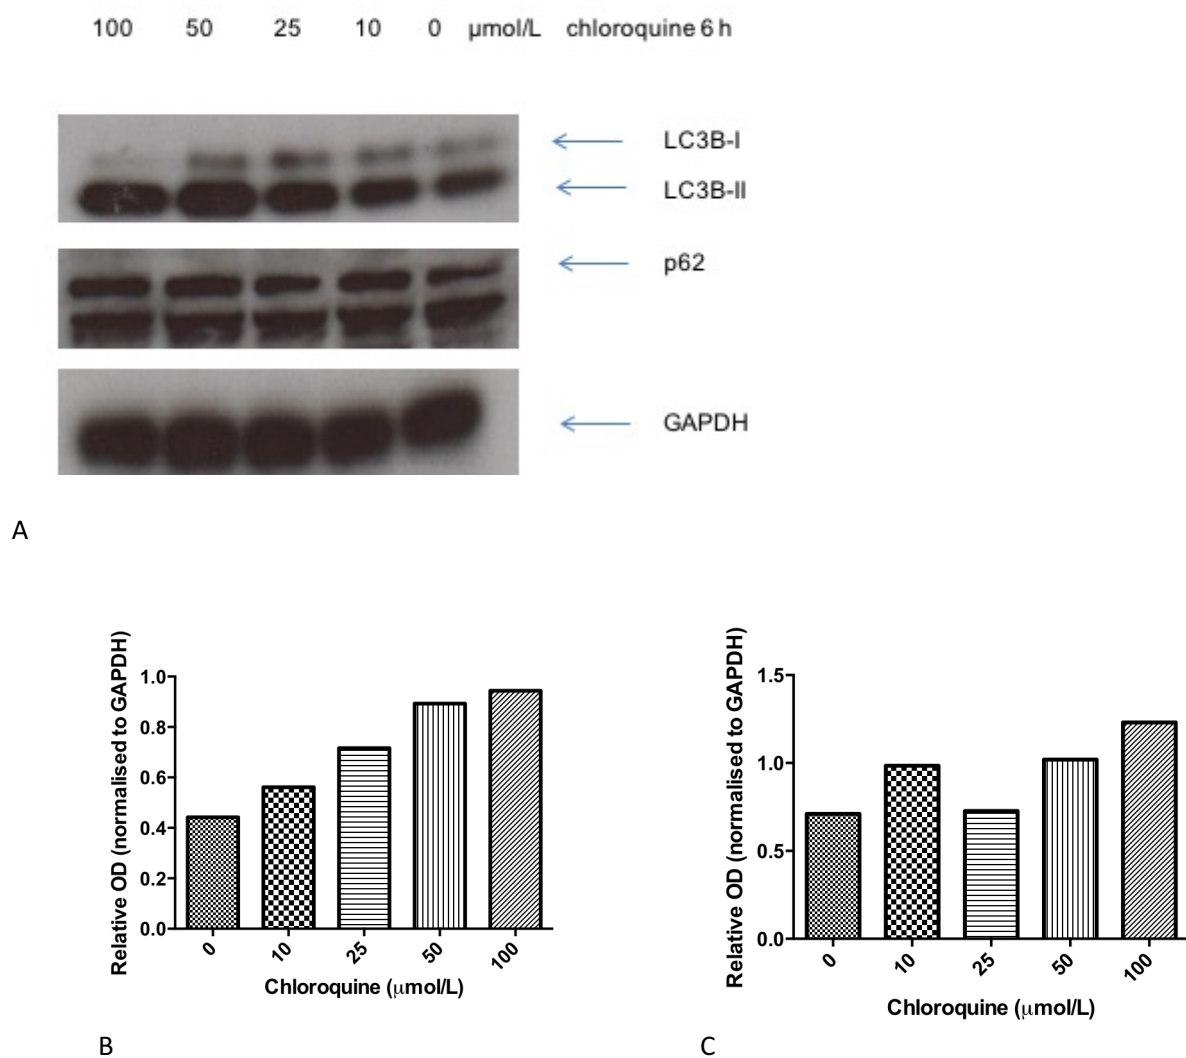 100 50 25 10 0 µmol/L chloroquine 6 h
LC3B-I
LC3B-II
p62
GAPDH
A
Relative OD (normalised to GAPDH)
1.0
0.8
0.6
0.4
0.2
0.0
0 10 25 50 100
Chloroquine (µmol/L)
B
Relative OD (normalised to GAPDH)
1.5
1.0
0.5
0.0
0 10 25 50 100
Chloroquine (µmol/L)
C